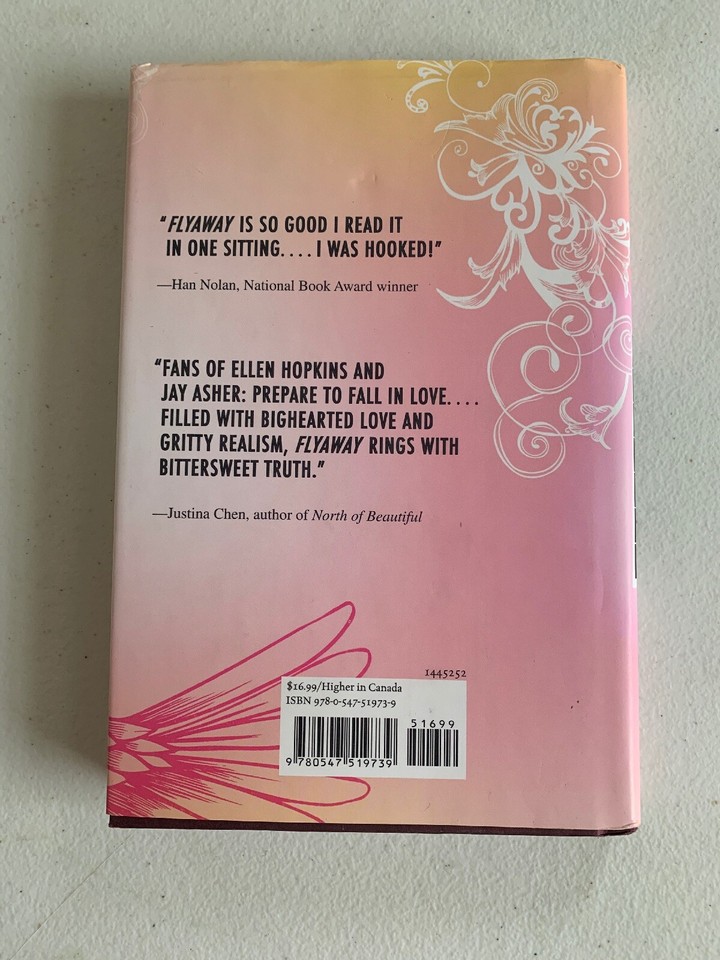 “FLYAWAY IS SO GOOD I READ IT
IN ONE SITTING. . . . I WAS HOOKED!”
—Han Nolan, National Book Award winner
“FANS OF ELLEN HOPKINS AND
JAY ASHER: PREPARE TO FALL IN LOVE. . . .
FILLED WITH BIGHEARTED LOVE AND
GRITTY REALISM, FLYAWAY RINGS WITH
BITTERSWEET TRUTH.”
—Justina Chen, author of North of Beautiful
1445252
$16.99/Higher in Canada
ISBN 978-0-547-51973-9
51699
9 780547 519739